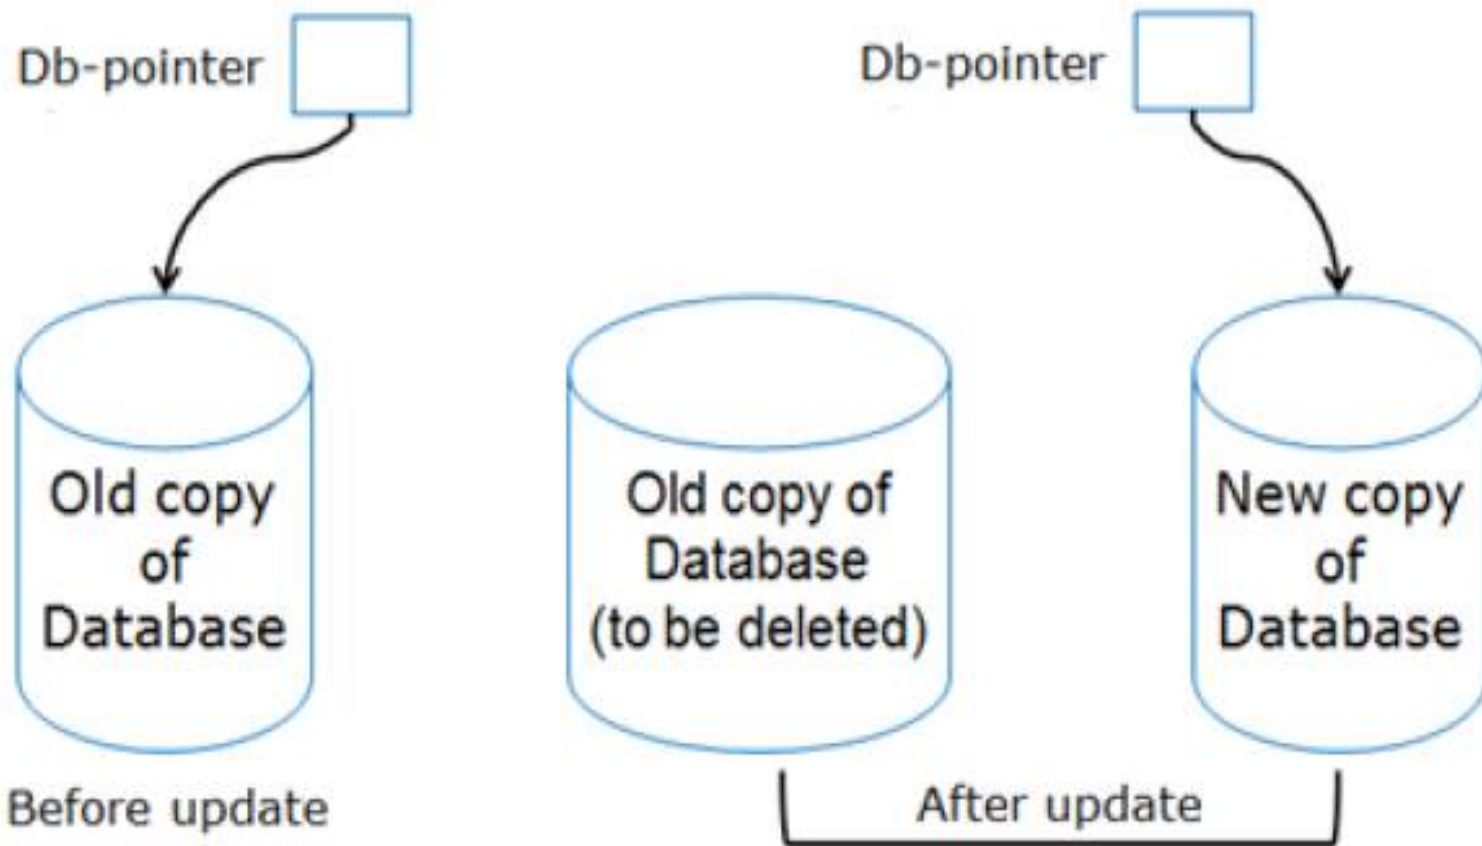 Db-pointer
Db-pointer
Old copy
of
Database
Old copy of
Database
(to be deleted)
New copy
of
Database
Before update
After update